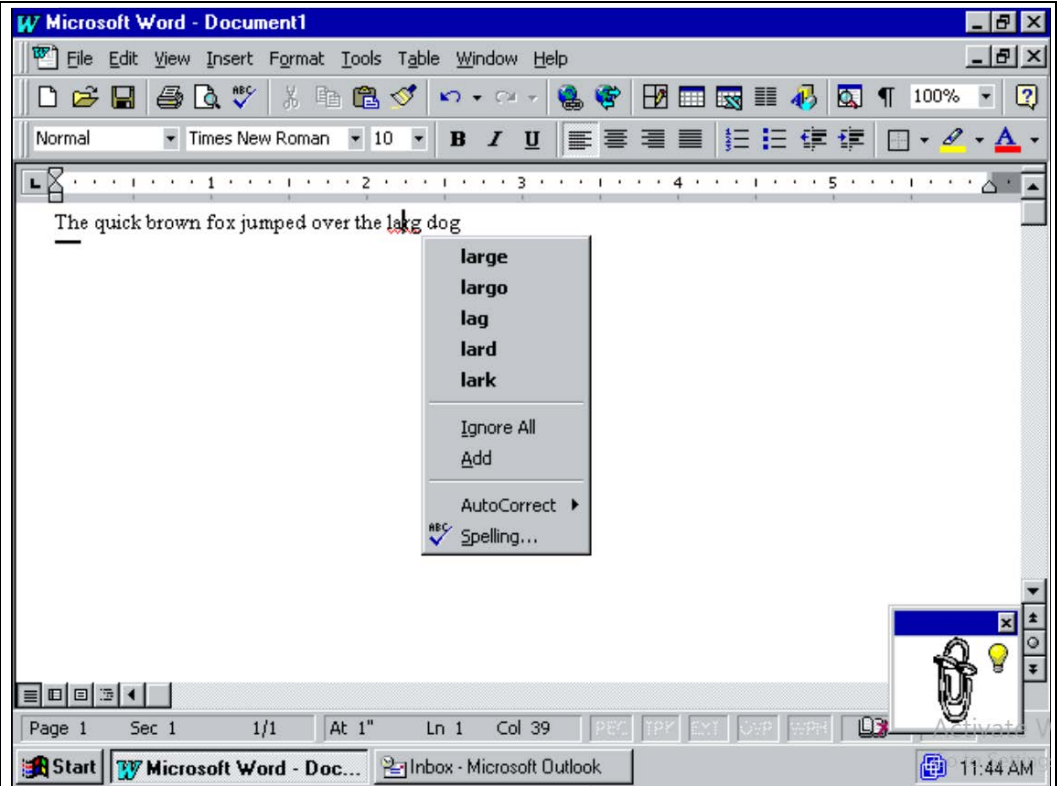 Microsoft Word - Document1
File Edit View Insert Format Tools Table Window Help
ABC 100%
Normal Times New Roman 10 B I U A
1 2 3 4 5
The quick brown fox jumped over the larg dog
large
largo
lag
lard
lark
Ignore All
Add
AutoCorrect
ABC Spelling...
Page 1 Sec 1 1/1 At 1" Ln 1 Col 39 REC TRK EXT OVR WPH
Activate
Start Microsoft Word - Doc... Inbox - Microsoft Outlook 11:44 AM